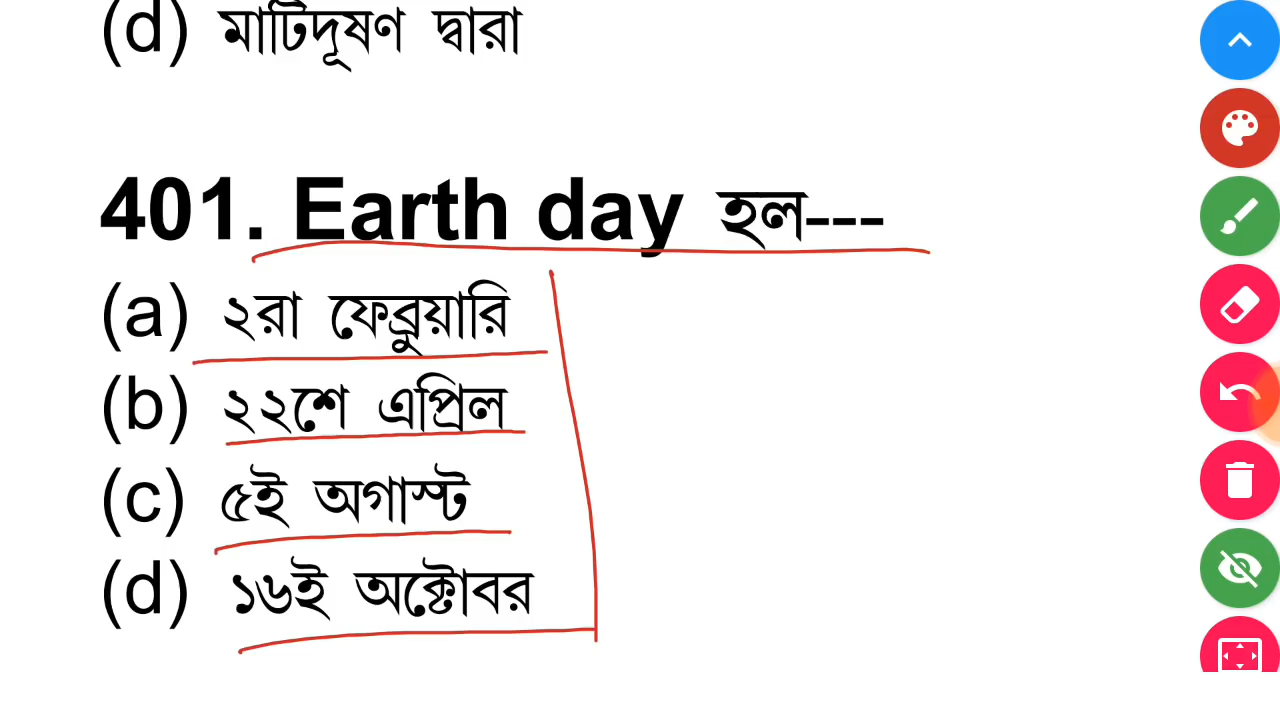 (d) মাটিদূষণ দ্বারা
401. Earth day হল---
(a) ২রা ফেব্রুয়ারি
(b) ২২শে এপ্রিল
(c) ৫ই অগাস্ট
(d) ১৬ই অক্টোবর